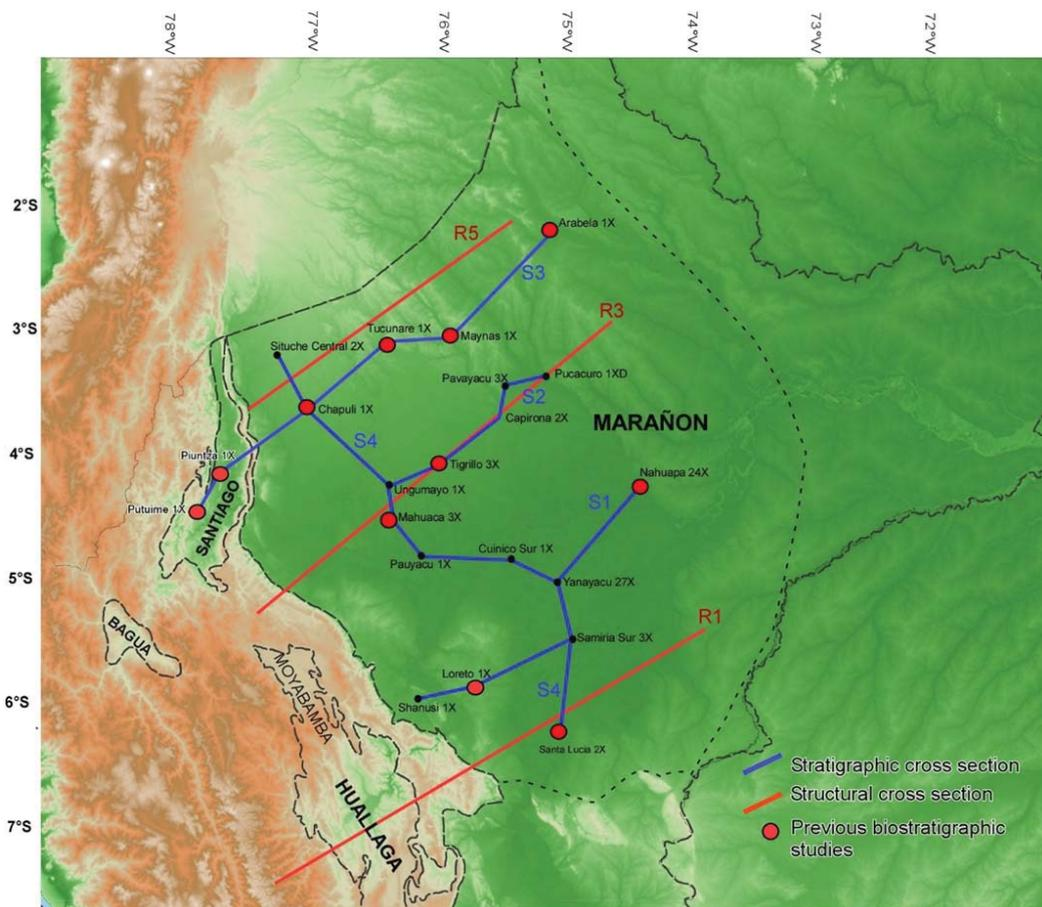 78°W
77°W
76°W
75°W
74°W
73°W
72°W
2°S
3°S
4°S
5°S
6°S
7°S
R5
Arabela 1X
S3
R3
Tucunare 1X
Maynas 1X
Situche Central 2X
Pavayacu 3X
Pucacuro 1XD
S2
Chapuli 1X
Capirona 2X
MARAÑON
S4
Piuntza 1X
Tigrillo 3X
Nahuapa 24X
Ungumayo 1X
Putuime 1X
SANTIAGO
Mahuaca 3X
S1
Pauyacu 1X
Cuinico Sur 1X
Yanayacu 27X
BAGUA
R1
Samiria Sur 3X
MOYABAMBA
Loreto 1X
S4
Shanusi 1X
Santa Lucia 2X
HUALLAGA
Stratigraphic cross section
Structural cross section
Previous biostratigraphic
studies